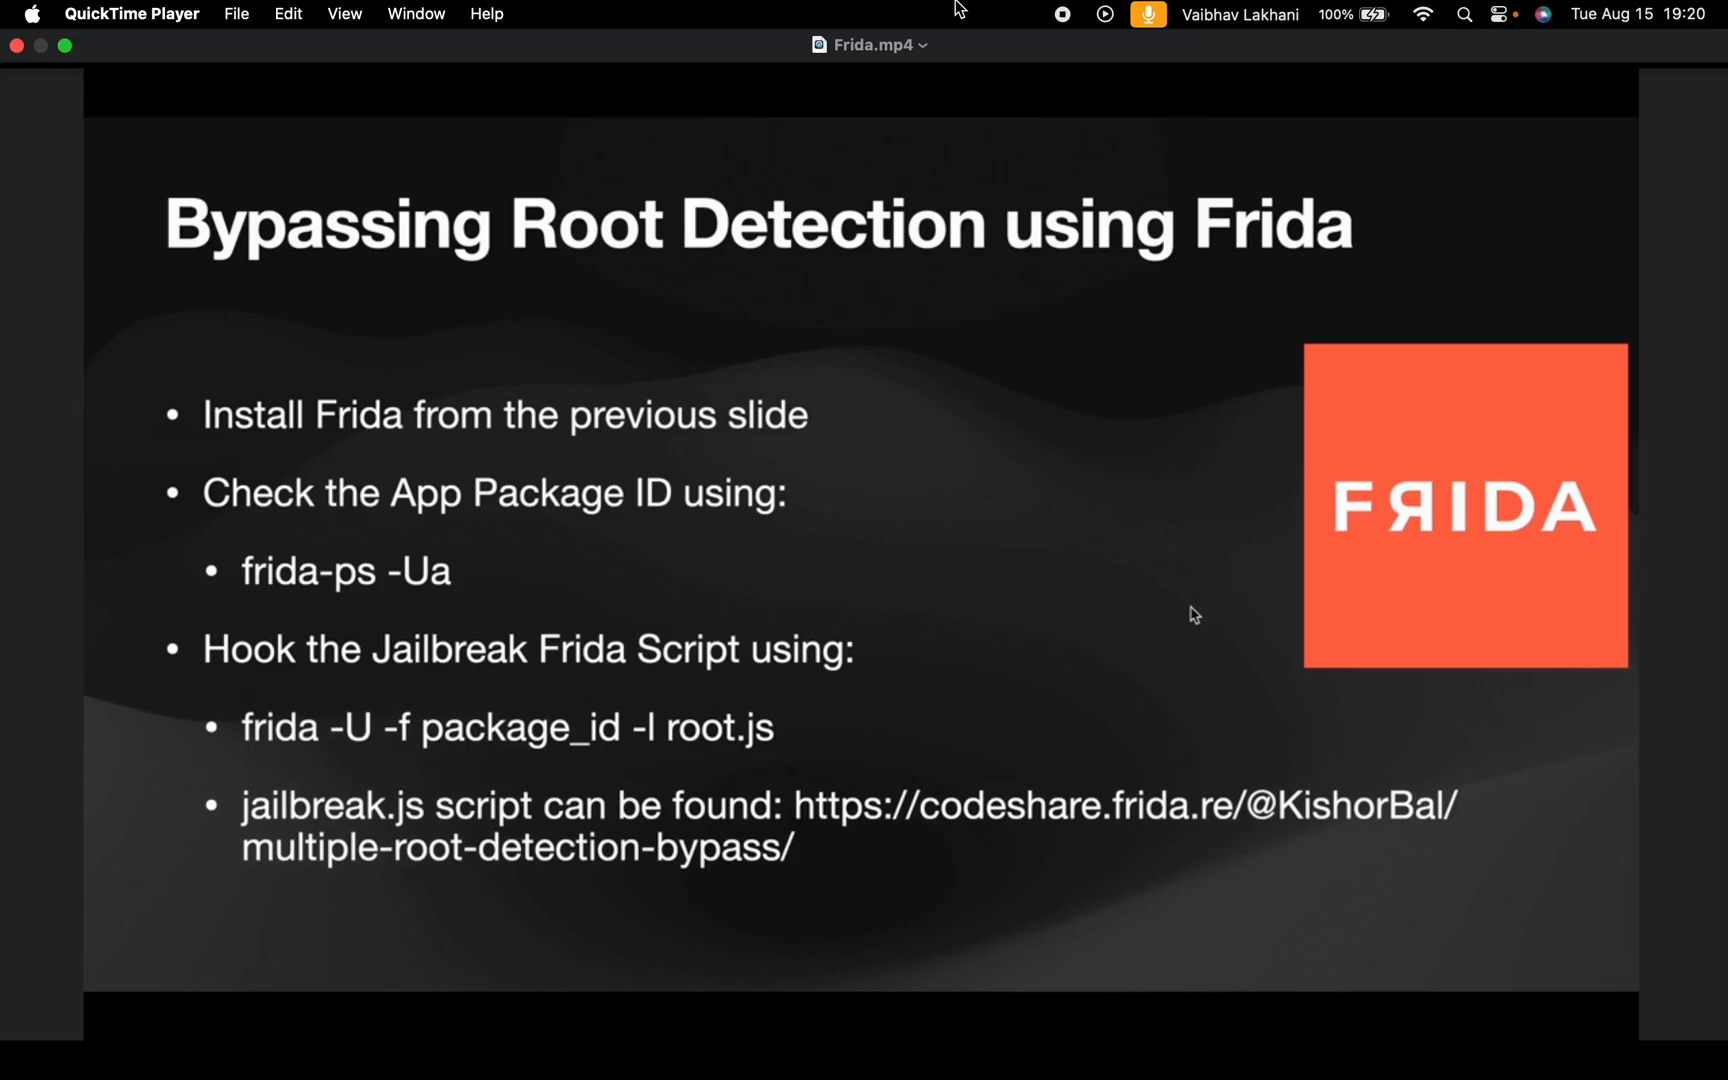 QuickTime Player File Edit View Window Help Vaibhav Lakhani 100% Tue Aug 15 19:20
Frida.mp4
Bypassing Root Detection using Frida
• Install Frida from the previous slide
• Check the App Package ID using:
• frida-ps -Ua
• Hook the Jailbreak Frida Script using:
• frida -U -f package_id -l root.js
• jailbreak.js script can be found: https://codeshare.frida.re/@KishorBal/
multiple-root-detection-bypass/
FЯIDA